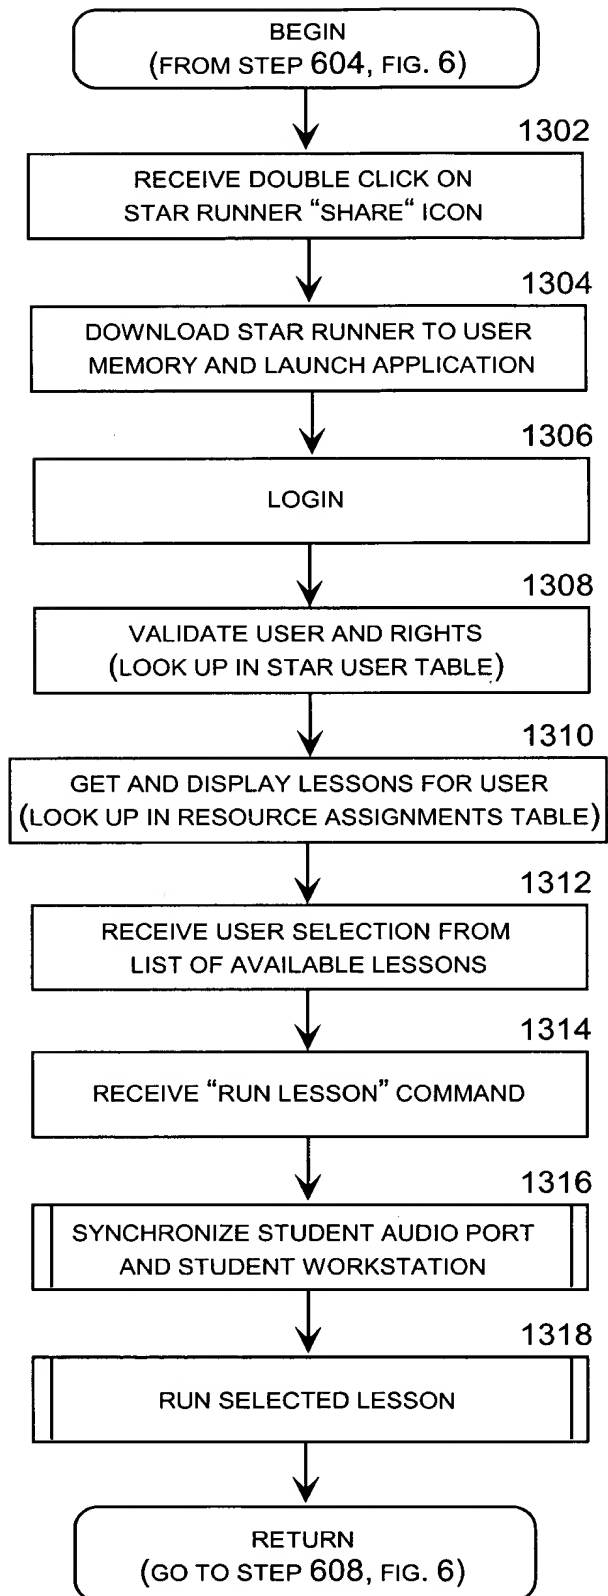 BEGIN
(FROM STEP 604, FIG. 6)
1302
RECEIVE DOUBLE CLICK ON
STAR RUNNER “SHARE“ ICON
1304
DOWNLOAD STAR RUNNER TO USER
MEMORY AND LAUNCH APPLICATION
1306
LOGIN
1308
VALIDATE USER AND RIGHTS
(LOOK UP IN STAR USER TABLE)
1310
GET AND DISPLAY LESSONS FOR USER
(LOOK UP IN RESOURCE ASSIGNMENTS TABLE)
1312
RECEIVE USER SELECTION FROM
LIST OF AVAILABLE LESSONS
1314
RECEIVE “RUN LESSON” COMMAND
1316
SYNCHRONIZE STUDENT AUDIO PORT
AND STUDENT WORKSTATION
1318
RUN SELECTED LESSON
RETURN
(GO TO STEP 608, FIG. 6)